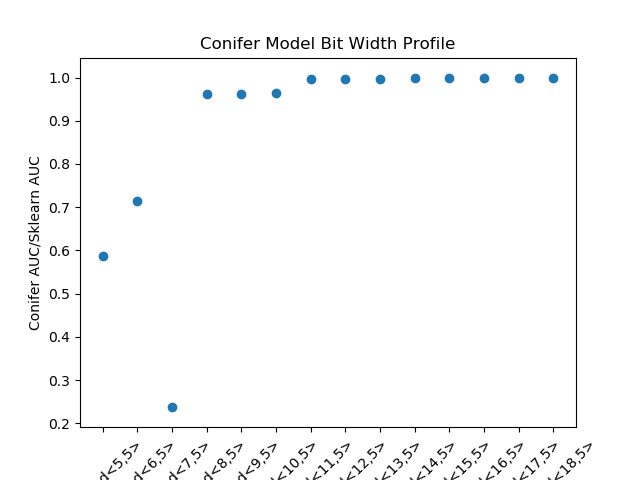 Conifer Model Bit Width Profile
Conifer AUC/Sklearn AUC
1.0
0.9
0.8
0.7
0.6
0.5
0.4
0.3
0.2
d<5,5>
d<6,5>
d<7,5>
d<8,5>
d<9,5>
<10,5>
<11,5>
<12,5>
<13,5>
<14,5>
<15,5>
<16,5>
<17,5>
<18,5>